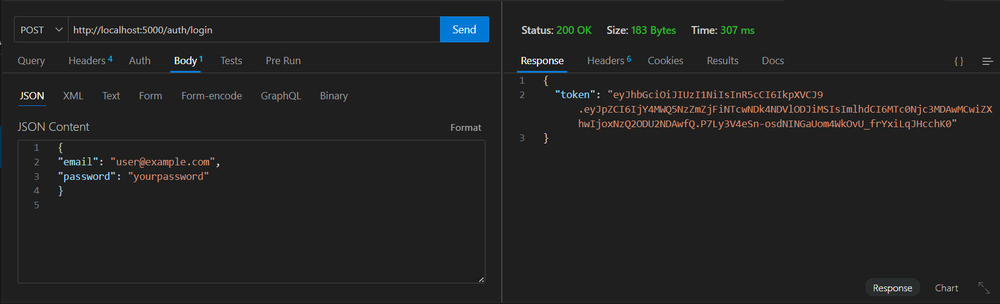 POST http://localhost:5000/auth/login Send
Query Headers 4 Auth Body 1 Tests Pre Run
JSON XML Text Form Form-encode GraphQL Binary
JSON Content Format
1 {
2 "email": "user@example.com",
3 "password": "yourpassword"
4 }
5
Status: 200 OK Size: 183 Bytes Time: 307 ms
Response Headers 6 Cookies Results Docs { }
1 {
2 "token": "eyJhbGciOiJIUzI1NiIsInR5cCI6IkpXVCJ9
.eyJpZCI6IjY4MWQ5NzZmZjFiNTcwNDk4NDVlODJiMSIsImlhdCI6MTc0Njc3MDAwMCwiZX
hwIjoxNzQ2ODU2NDAwfQ.P7Ly3V4eSn-osdNINGaUom4WkOvU_frYxiLqJHcchK0"
3 }
Response Chart